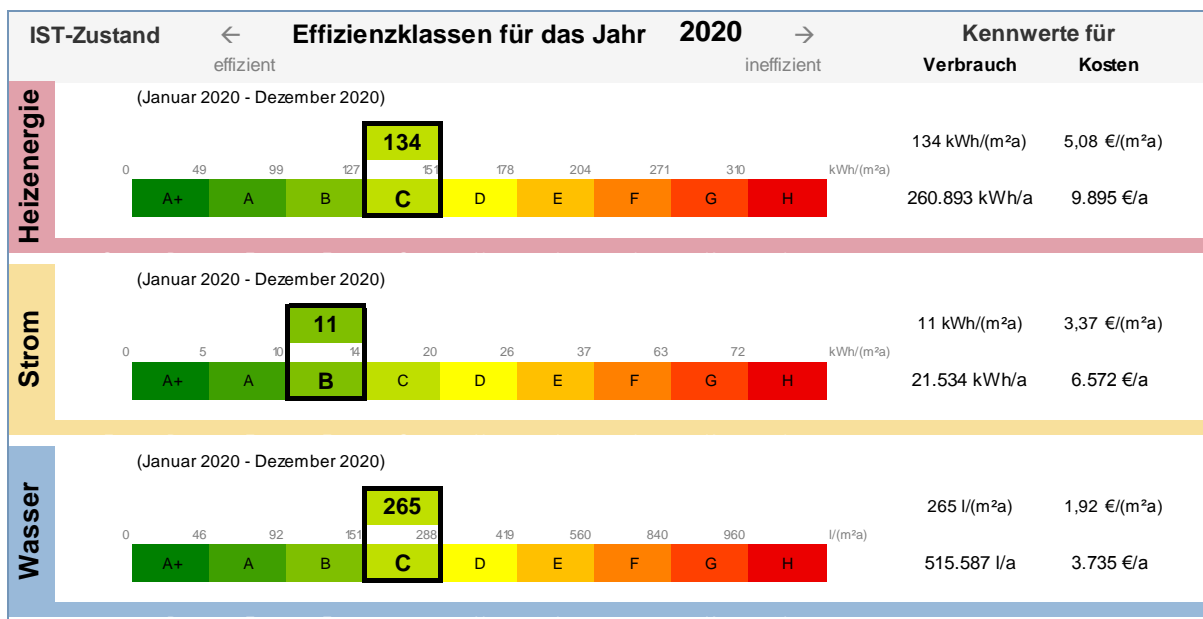 IST-Zustand ← Effizienzklassen für das Jahr 2020 → Kennwerte für
effizient ineffizient Verbrauch Kosten
Heizenergie
(Januar 2020 - Dezember 2020)
134 134 kWh/(m²a) 5,08 €/(m²a)
0 49 99 127 151 178 204 271 310 kWh/(m²a)
A+ A B C D E F G H 260.893 kWh/a 9.895 €/a
Strom
(Januar 2020 - Dezember 2020)
11 11 kWh/(m²a) 3,37 €/(m²a)
0 5 10 14 20 26 37 63 72 kWh/(m²a)
A+ A B C D E F G H 21.534 kWh/a 6.572 €/a
Wasser
(Januar 2020 - Dezember 2020)
265 265 l/(m²a) 1,92 €/(m²a)
0 46 92 151 288 419 560 840 960 l/(m²a)
A+ A B C D E F G H 515.587 l/a 3.735 €/a